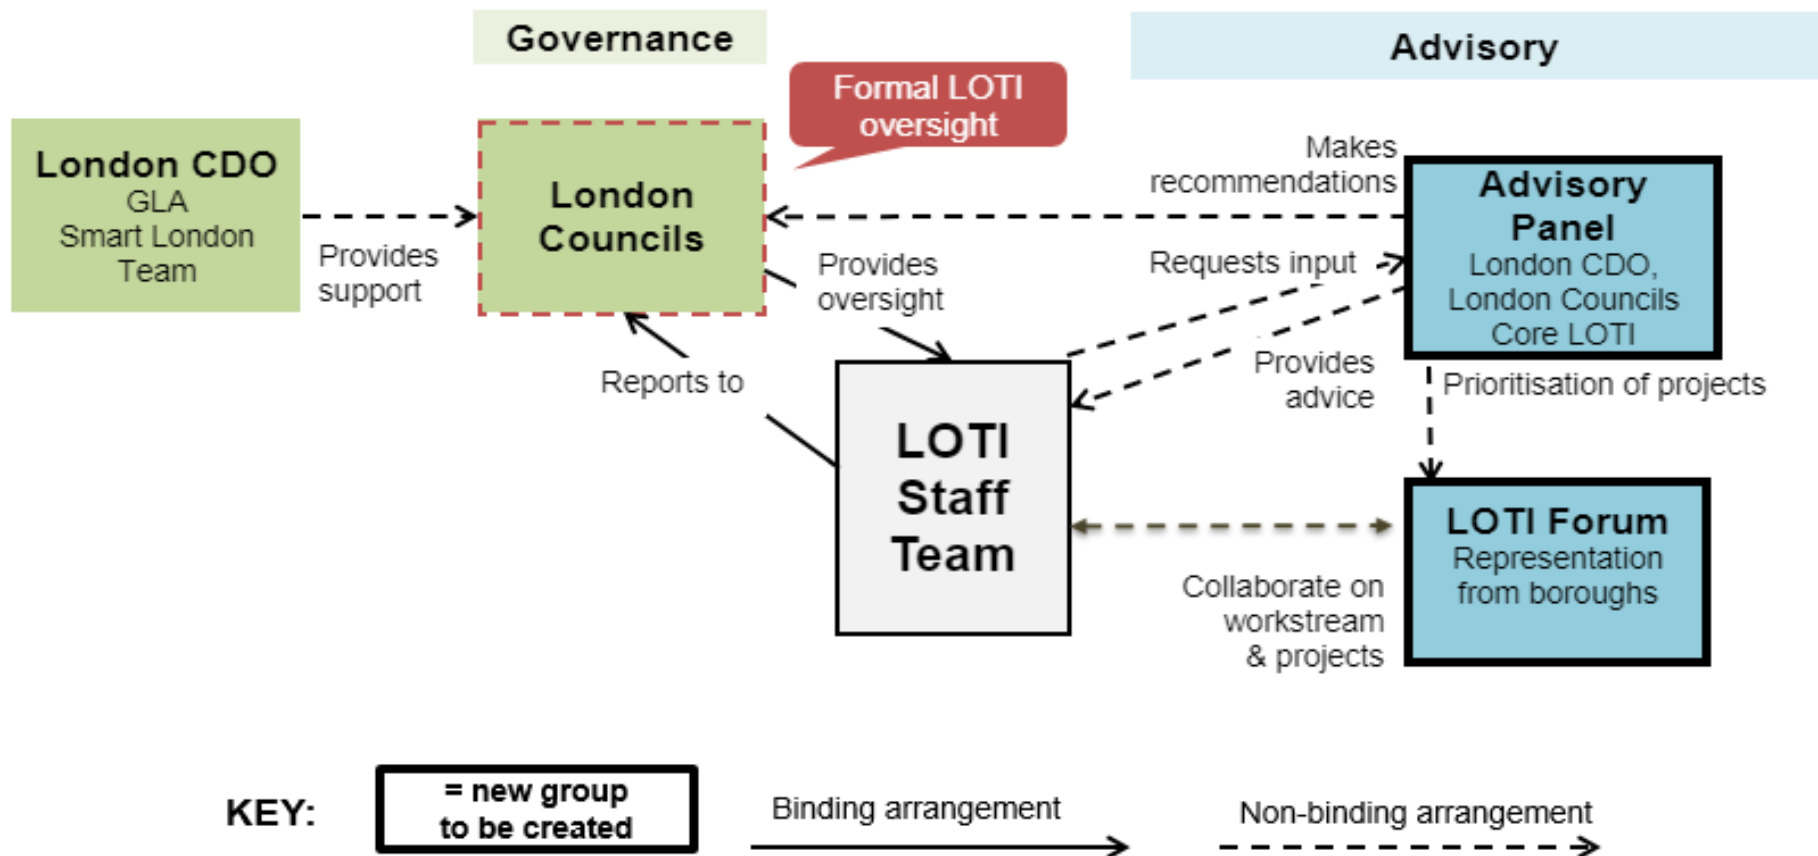 Governance
Advisory
Formal LOTI
oversight
London CDO
GLA
Smart London
Team
Provides
support
London
Councils
Provides
oversight
Reports to
Makes
recommendations
Requests input
Provides
advice
Advisory
Panel
London CDO,
London Councils
Core LOTI
Prioritisation of projects
LOTI
Staff
Team
LOTI Forum
Representation
from boroughs
Collaborate on
workstream
& projects
KEY:
= new group
to be created
Binding arrangement
Non-binding arrangement